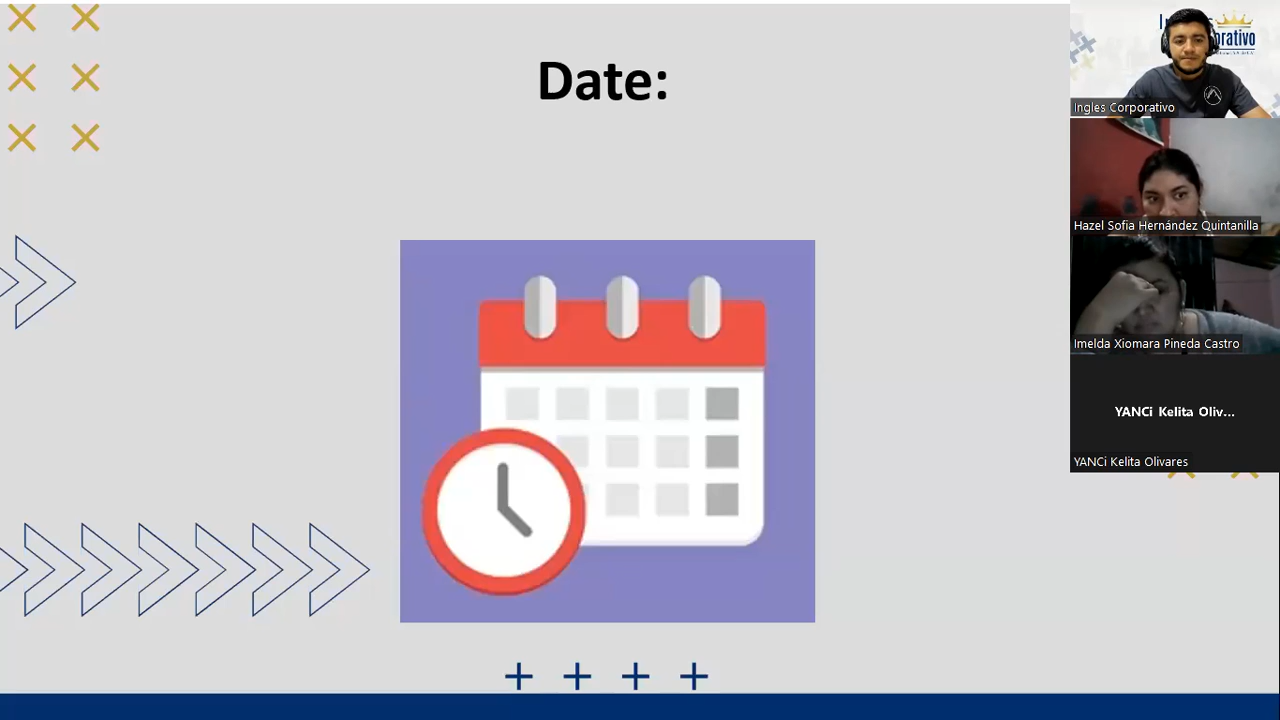 Date:
Ingles Corporativo
Hazel Sofia Hernández Quintanilla
Imelda Xiomara Pineda Castro
YANCi Kelita Oliv...
YANCi Kelita Olivares